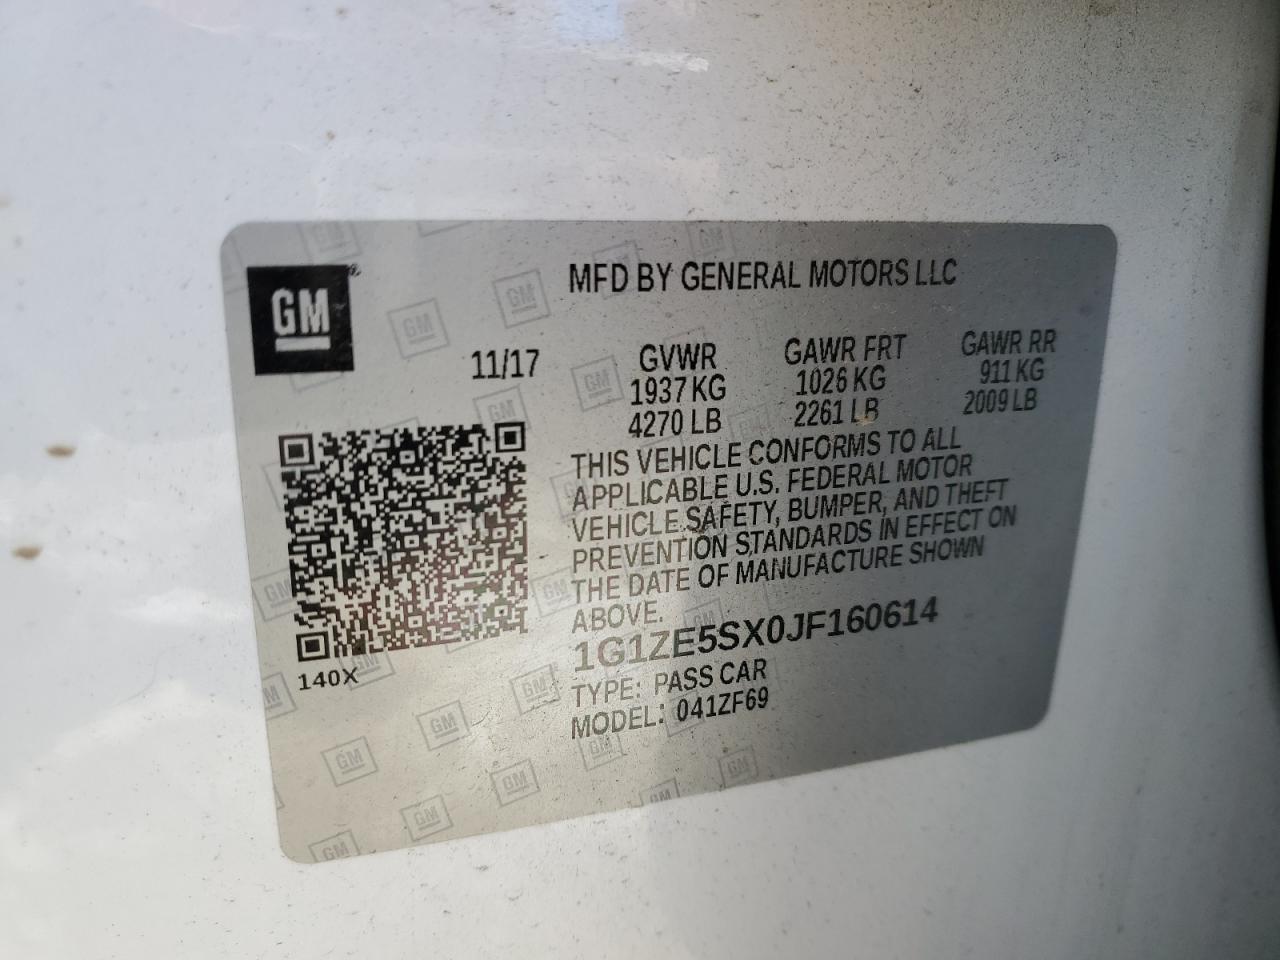 GM
MFD BY GENERAL MOTORS LLC
11/17 GVWR GAWR FRT GAWR RR
1937 KG 1026 KG 911 KG
4270 LB 2261 LB 2009 LB
THIS VEHICLE CONFORMS TO ALL
APPLICABLE U.S. FEDERAL MOTOR
VEHICLE SAFETY, BUMPER, AND THEFT
PREVENTION STANDARDS IN EFFECT ON
THE DATE OF MANUFACTURE SHOWN
ABOVE.
1G1ZE5SX0JF160614
140X
TYPE: PASS CAR
MODEL: 041ZF69